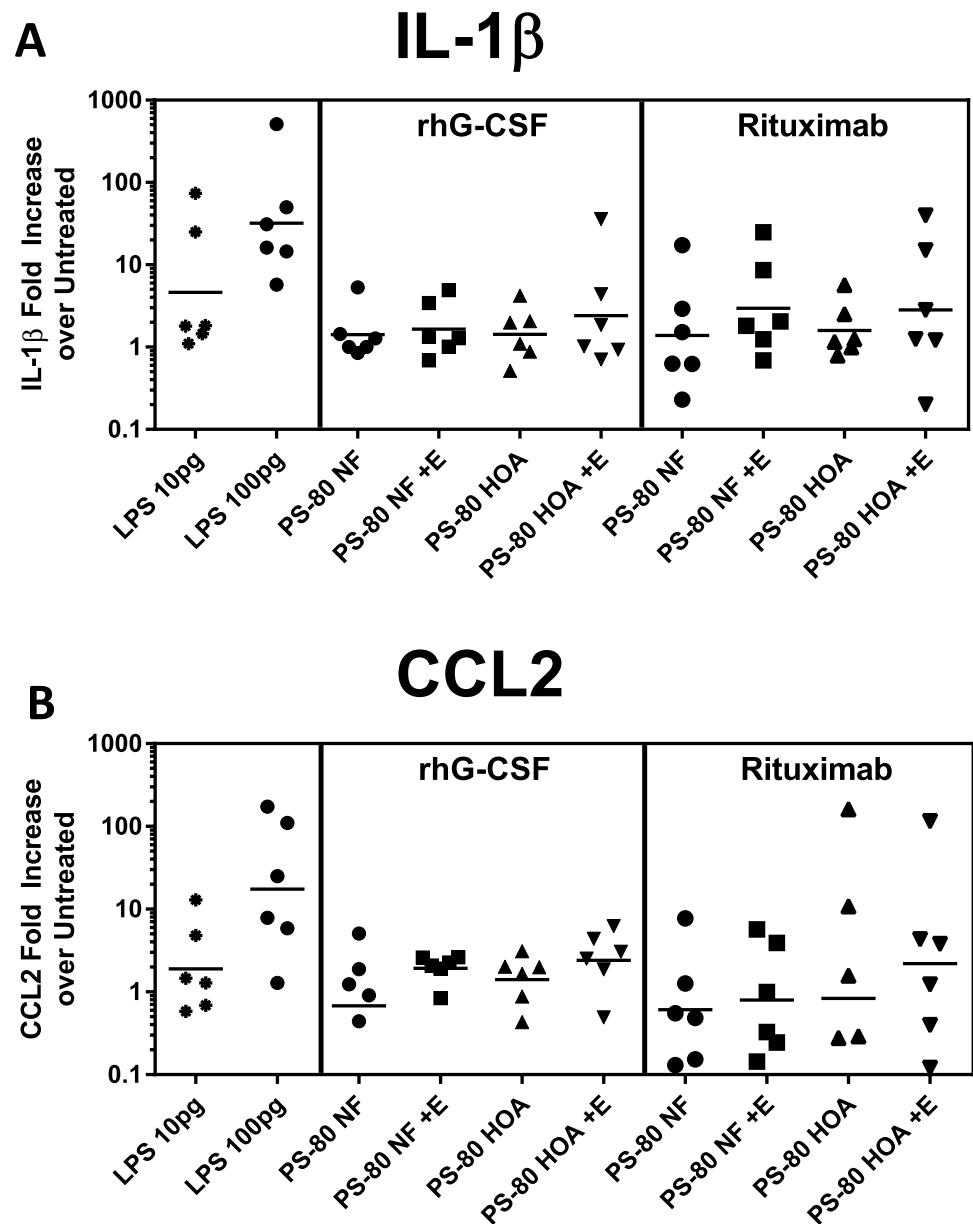 A
IL-1β
IL-1β Fold Increase
over Untreated
1000
100
10
1
0.1
rhG-CSF
Rituximab
LPS 10pg
LPS 100pg
PS-80 NF
PS-80 NF +E
PS-80 HOA
PS-80 HOA +E
PS-80 NF
PS-80 NF +E
PS-80 HOA
PS-80 HOA +E
CCL2
B
CCL2 Fold Increase
over Untreated
1000
100
10
1
0.1
rhG-CSF
Rituximab
LPS 10pg
LPS 100pg
PS-80 NF
PS-80 NF +E
PS-80 HOA
PS-80 HOA +E
PS-80 NF
PS-80 NF +E
PS-80 HOA
PS-80 HOA +E